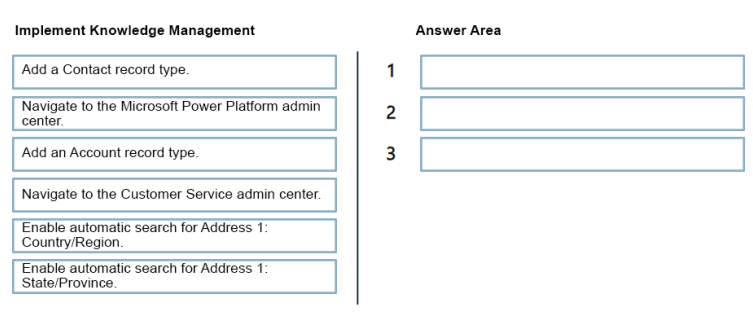 Implement Knowledge Management
Answer Area
Add a Contact record type.
Navigate to the Microsoft Power Platform admin
center.
Add an Account record type.
Navigate to the Customer Service admin center.
Enable automatic search for Address 1:
Country/Region.
Enable automatic search for Address 1:
State/Province.
1
2
3